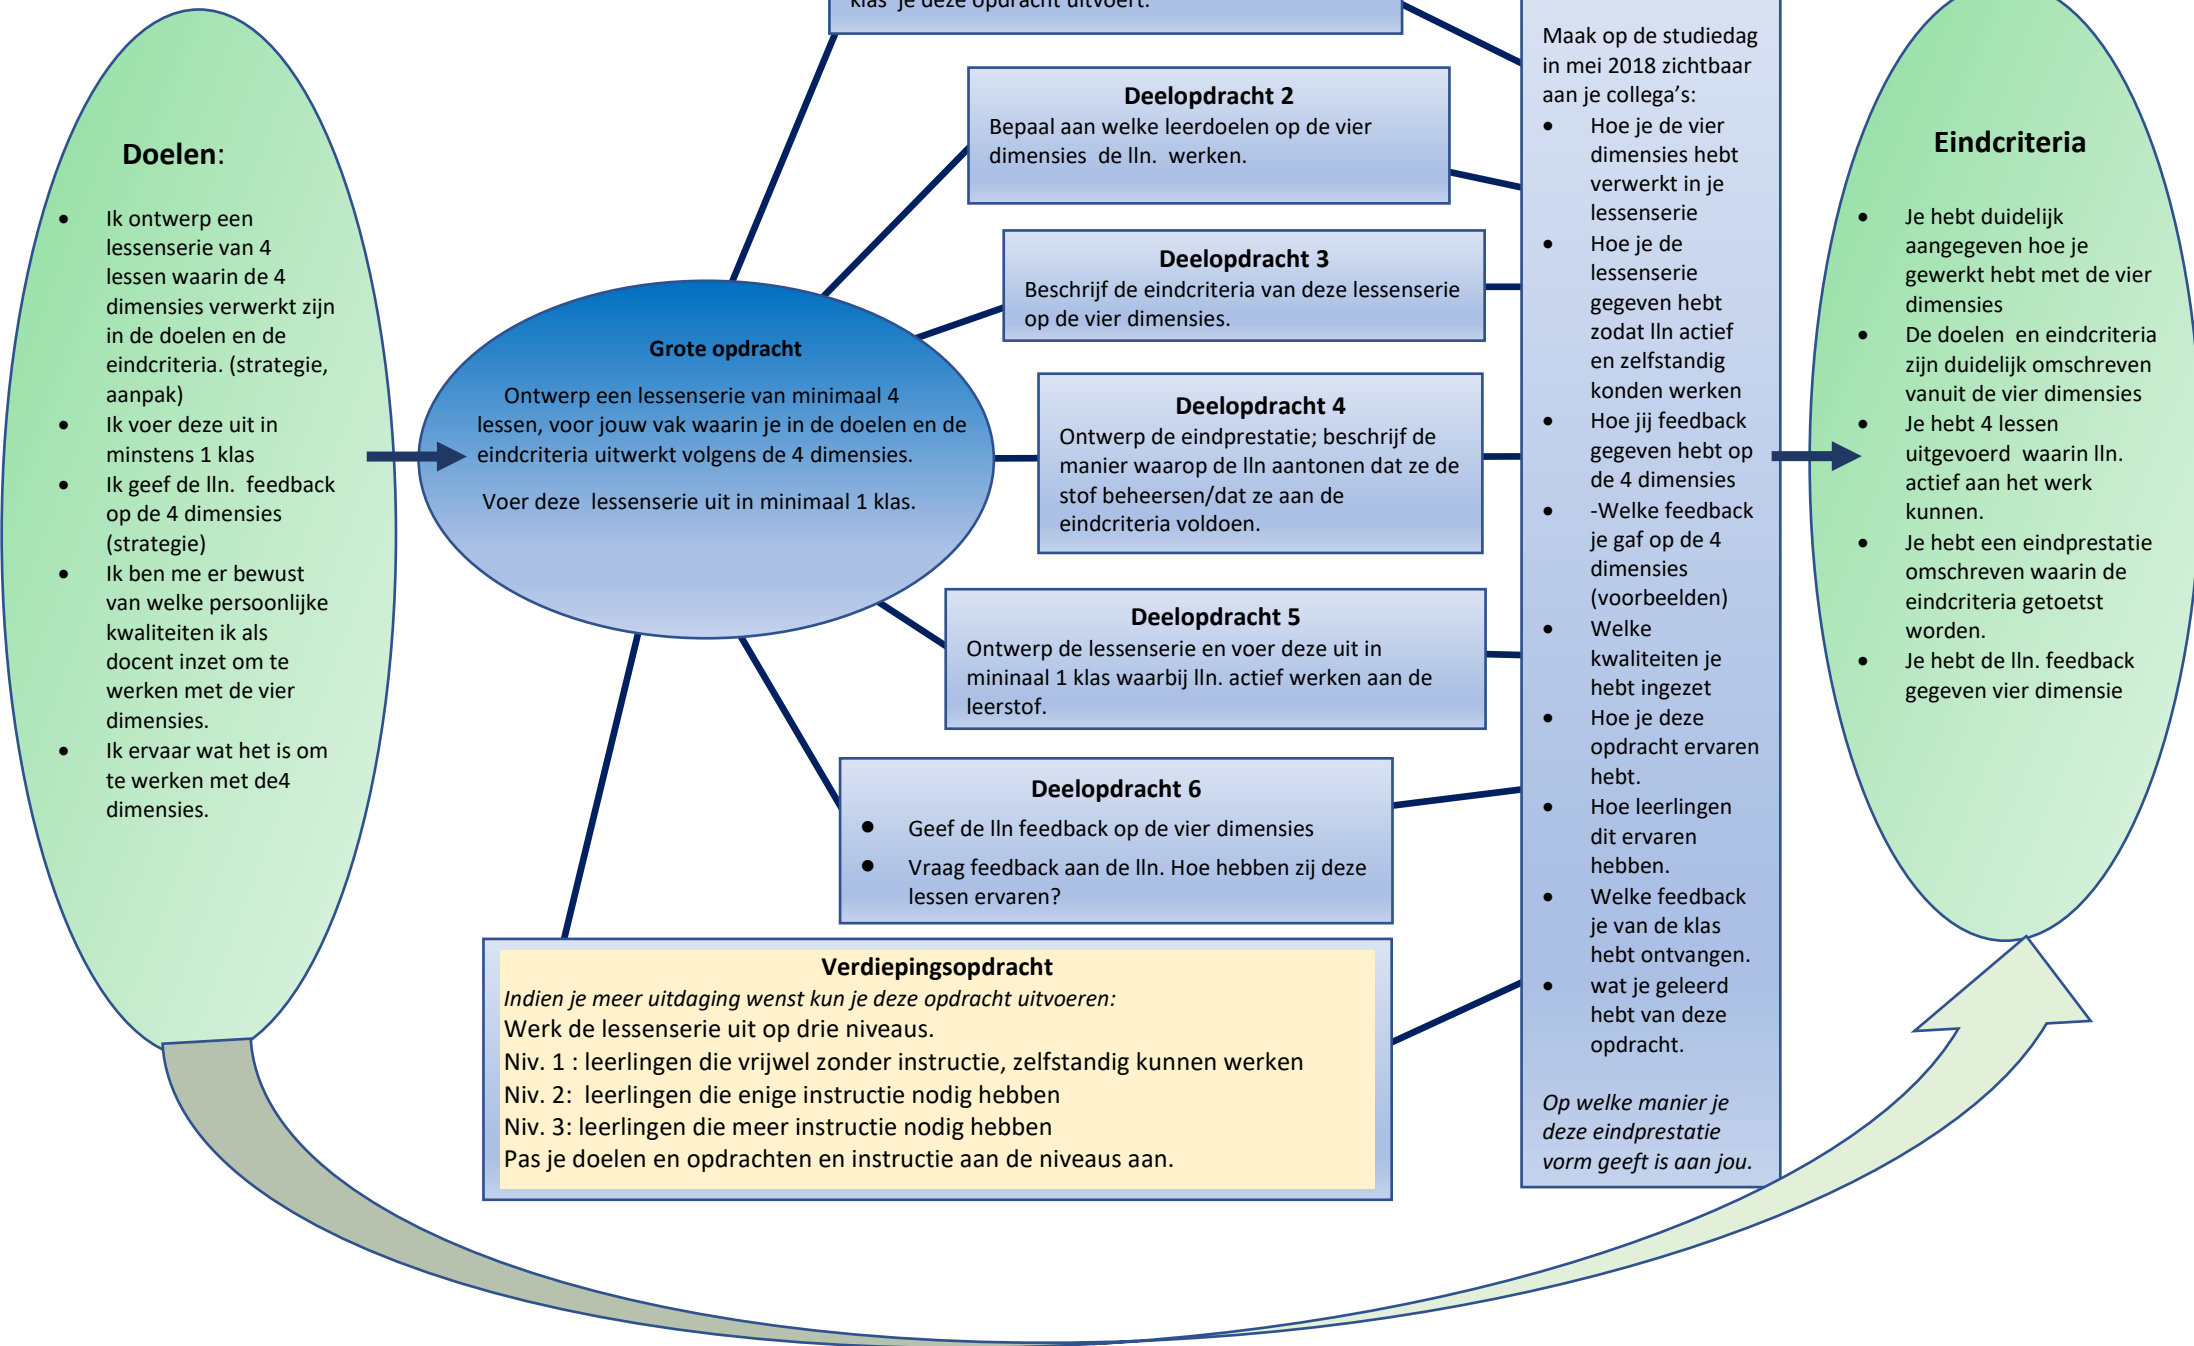 Doelen:
Ik ontwerp een
lessenserie van 4
lessen waarin de 4
dimensies verwerkt zijn
in de doelen en de
eindcriteria. (strategie,
aanpak)
Ik voer deze uit in
minstens 1 klas
Ik geef de lln. feedback
op de 4 dimensies
(strategie)
Ik ben me er bewust
van welke persoonlijke
kwaliteiten ik als
docent inzet om te
werken met de vier
dimensies.
Ik ervaar wat het is om
te werken met de4
dimensies.
Grote opdracht
Ontwerp een lessenserie van minimaal 4
lessen, voor jouw vak waarin je in de doelen en de
eindcriteria uitwerkt volgens de 4 dimensies.
Voer deze lessenserie uit in minimaal 1 klas.
klas je deze opdracht uitvoert.
Deelopdracht 2
Bepaal aan welke leerdoelen op de vier
dimensies de lln. werken.
Deelopdracht 3
Beschrijf de eindcriteria van deze lessenserie
op de vier dimensies.
Deelopdracht 4
Ontwerp de eindprestatie; beschrijf de
manier waarop de lln aantonen dat ze de
stof beheersen/dat ze aan de
eindcriteria voldoen.
Deelopdracht 5
Ontwerp de lessenserie en voer deze uit in
mininaal 1 klas waarbij lln. actief werken aan de
leerstof.
Deelopdracht 6
Geef de lln feedback op de vier dimensies
Vraag feedback aan de lln. Hoe hebben zij deze
lessen ervaren?
Verdiepingsopdracht
Indien je meer uitdaging wenst kun je deze opdracht uitvoeren:
Werk de lessenserie uit op drie niveaus.
Niv. 1 : leerlingen die vrijwel zonder instructie, zelfstandig kunnen werken
Niv. 2: leerlingen die enige instructie nodig hebben
Niv. 3: leerlingen die meer instructie nodig hebben
Pas je doelen en opdrachten en instructie aan de niveaus aan.
Maak op de studiedag
in mei 2018 zichtbaar
aan je collega's:
Hoe je de vier
dimensies hebt
verwerkt in je
lessenserie
Hoe je de
lessenserie
gegeven hebt
zodat lln actief
en zelfstandig
konden werken
Hoe jij feedback
gegeven hebt op
de 4 dimensies
-Welke feedback
je gaf op de 4
dimensies
(voorbeelden)
Welke
kwaliteiten je
hebt ingezet
Hoe je deze
opdracht ervaren
hebt.
Hoe leerlingen
dit ervaren
hebben.
Welke feedback
je van de klas
hebt ontvangen.
wat je geleerd
hebt van deze
opdracht.
Op welke manier je
deze eindprestatie
vorm geeft is aan jou.
Eindcriteria
Je hebt duidelijk
aangegeven hoe je
gewerkt hebt met de vier
dimensies
De doelen en eindcriteria
zijn duidelijk omschreven
vanuit de vier dimensies
Je hebt 4 lessen
uitgevoerd waarin lln.
actief aan het werk
kunnen.
Je hebt een eindprestatie
omschreven waarin de
eindcriteria getoetst
worden.
Je hebt de lln. feedback
gegeven vier dimensie